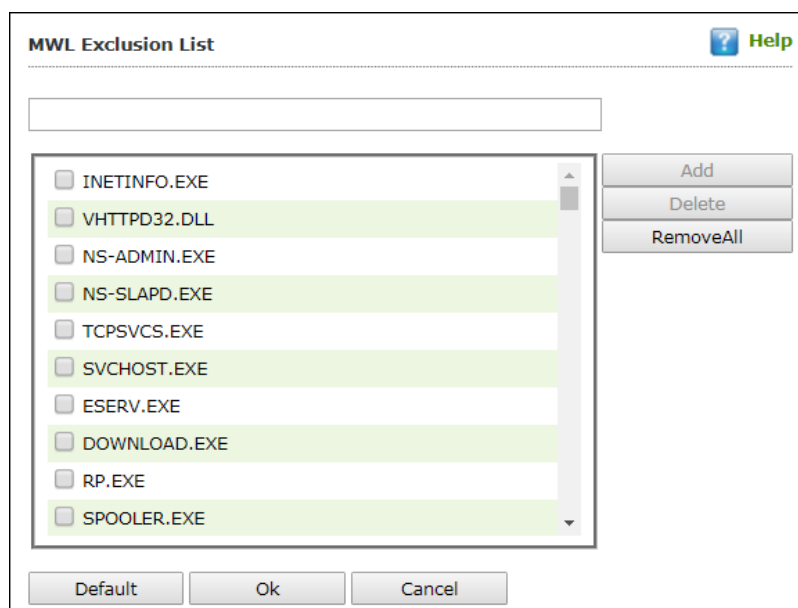 MWL Exclusion List
? Help
INETINFO.EXE
VHTTPD32.DLL
NS-ADMIN.EXE
NS-SLAPD.EXE
TCPSVCS.EXE
SVCHOST.EXE
ESERV.EXE
DOWNLOAD.EXE
RP.EXE
SPOOLER.EXE
Add
Delete
RemoveAll
Default
Ok
Cancel